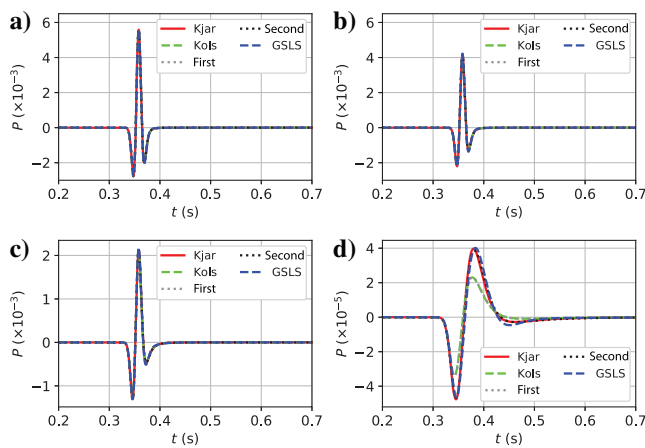 a)
P (×10⁻³)
6
4
2
0
−2
Kjar
Kols
First
Second
GSLS
0.2 0.3 0.4 0.5 0.6 0.7
t (s)
b)
P (×10⁻³)
6
4
2
0
−2
Kjar
Kols
First
Second
GSLS
0.2 0.3 0.4 0.5 0.6 0.7
t (s)
c)
P (×10⁻³)
2
1
0
−1
Kjar
Kols
First
Second
GSLS
0.2 0.3 0.4 0.5 0.6 0.7
t (s)
d)
P (×10⁻⁵)
4
2
0
−2
−4
Kjar
Kols
First
Second
GSLS
0.2 0.3 0.4 0.5 0.6 0.7
t (s)